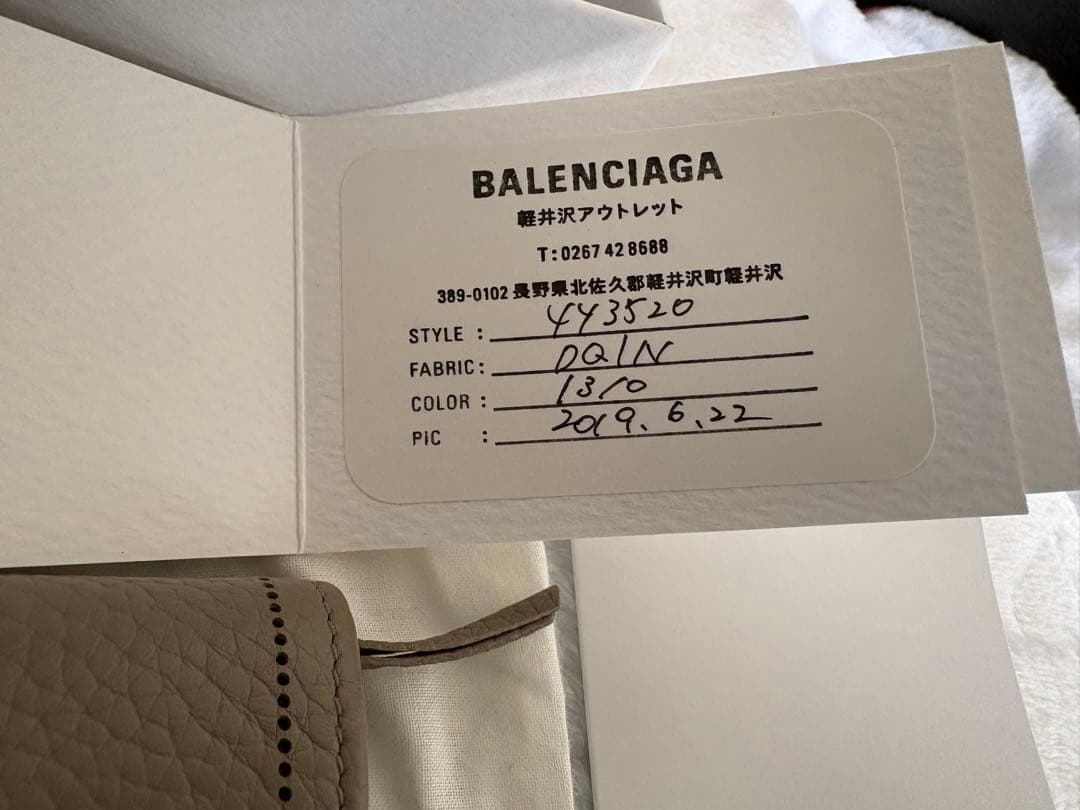 BALENCIAGA
軽井沢アウトレット
T:0267 42 8688
389-0102 長野県北佐久郡軽井沢町軽井沢
STYLE : 443520
FABRIC: DQ1N
COLOR : 1310
PIC : 2019.6.22